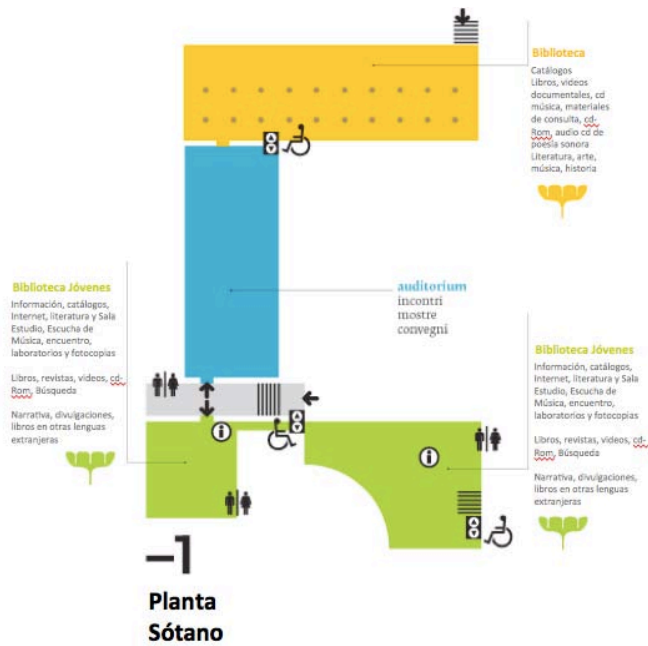 Biblioteca
Catálogos
Libros, videos
documentales, cd
música, materiales
de consulta, cd-
Rom, audio cd de
poesía sonora
Literatura, arte,
música, historia
auditorium
incontri
mostre
convegni
Biblioteca Jóvenes
Información, catálogos,
Internet, literatura y Sala
Estudio, Escucha de
Música, encuentro,
laboratorios y fotocopias
Libros, revistas, videos, cd-
Rom, Búsqueda
Narrativa, divulgaciones,
libros en otras lenguas
extranjeras
Biblioteca Jóvenes
Información, catálogos,
Internet, literatura y Sala
Estudio, Escucha de
Música, encuentro,
laboratorios y fotocopias
Libros, revistas, videos, cd-
Rom, Búsqueda
Narrativa, divulgaciones,
libros en otras lenguas
extranjeras
–1
Planta
Sótano